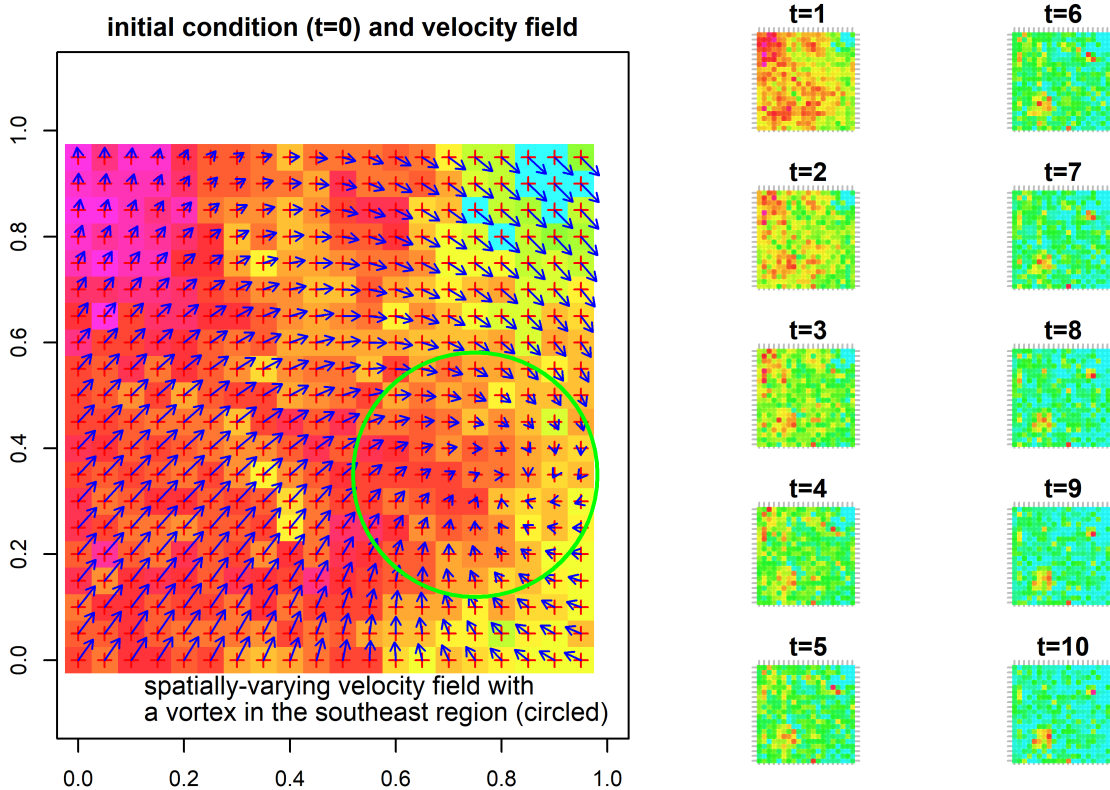 initial condition (t=0) and velocity field
1.0
0.8
0.6
0.4
0.2
0.0
spatially-varying velocity field with
a vortex in the southeast region (circled)
0.0 0.2 0.4 0.6 0.8 1.0
t=1
t=2
t=3
t=4
t=5
t=6
t=7
t=8
t=9
t=10